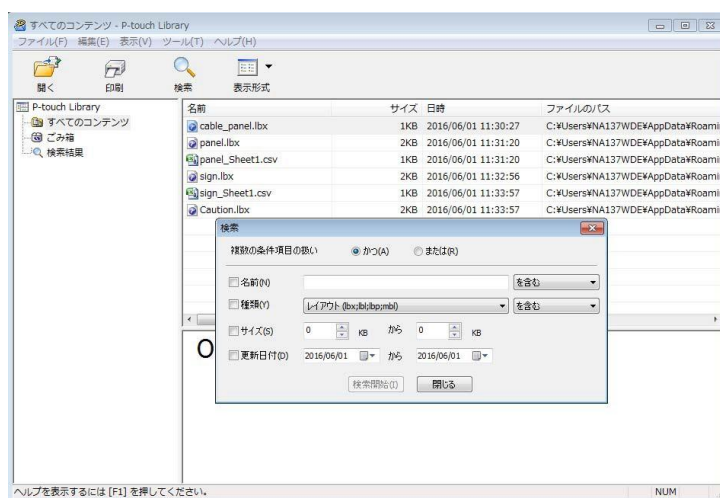 すべてのコンテンツ - P-touch Library
ファイル(F) 編集(E) 表示(V) ツール(T) ヘルプ(H)
開く 印刷 検索 表示形式
P-touch Library
すべてのコンテンツ
ごみ箱
検索結果
名前 サイズ 日時 ファイルのパス
cable_panel.lbx 1KB 2016/06/01 11:30:27 C:¥Users¥NA137WDE¥AppData¥Roami
panel.lbx 2KB 2016/06/01 11:31:20 C:¥Users¥NA137WDE¥AppData¥Roami
panel_Sheet1.csv 1KB 2016/06/01 11:31:20 C:¥Users¥NA137WDE¥AppData¥Roami
sign.lbx 2KB 2016/06/01 11:32:56 C:¥Users¥NA137WDE¥AppData¥Roami
sign_Sheet1.csv 1KB 2016/06/01 11:33:57 C:¥Users¥NA137WDE¥AppData¥Roami
Caution.lbx 2KB 2016/06/01 11:33:57 C:¥Users¥NA137WDE¥AppData¥Roami
検索
複数の条件項目の扱い かつ(A) または(R)
名前(N) を含む
種類(Y) レイアウト (lbx;lbl;lbp;mbl) を含む
サイズ(S) 0 KB から 0 KB
更新日付(D) 2016/06/01 から 2016/06/01
検索開始(I) 閉じる
ヘルプを表示するには [F1] を押してください。 NUM